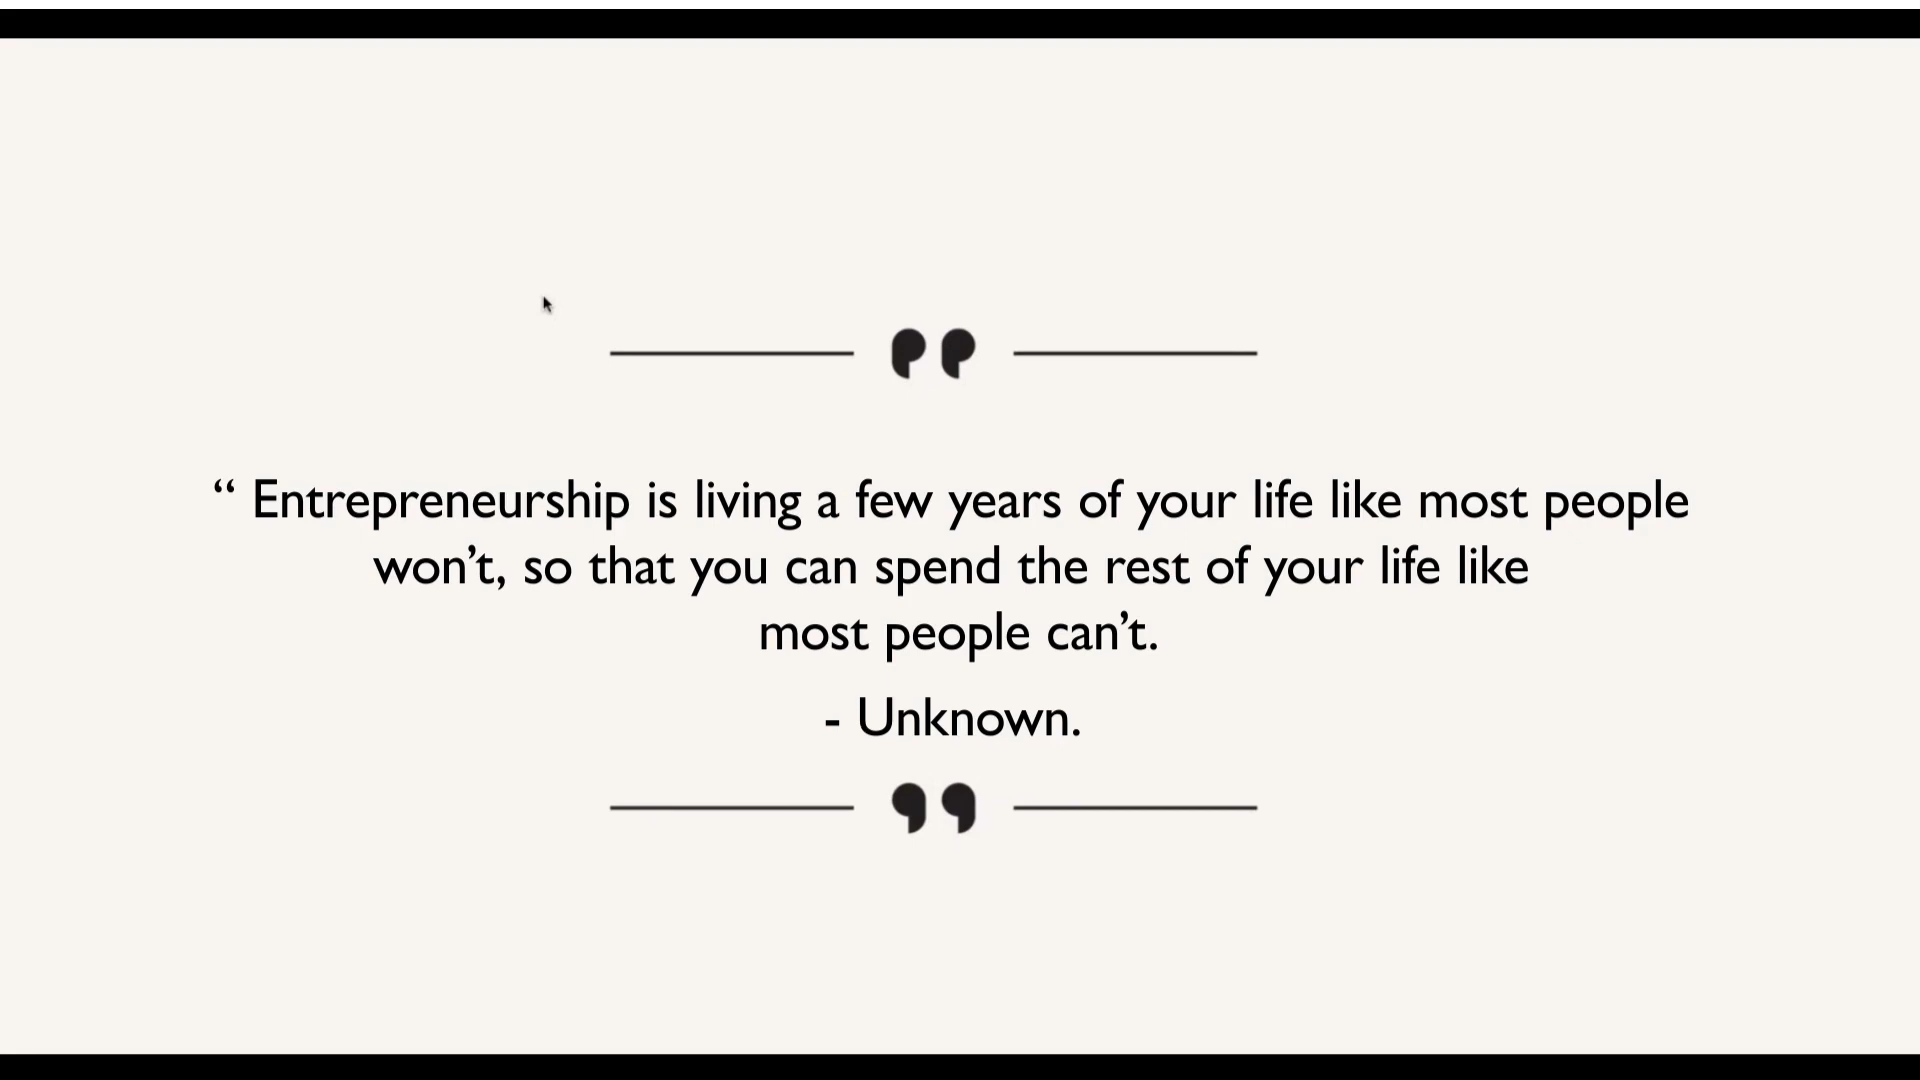 “ Entrepreneurship is living a few years of your life like most people
won’t, so that you can spend the rest of your life like
most people can’t.
- Unknown.